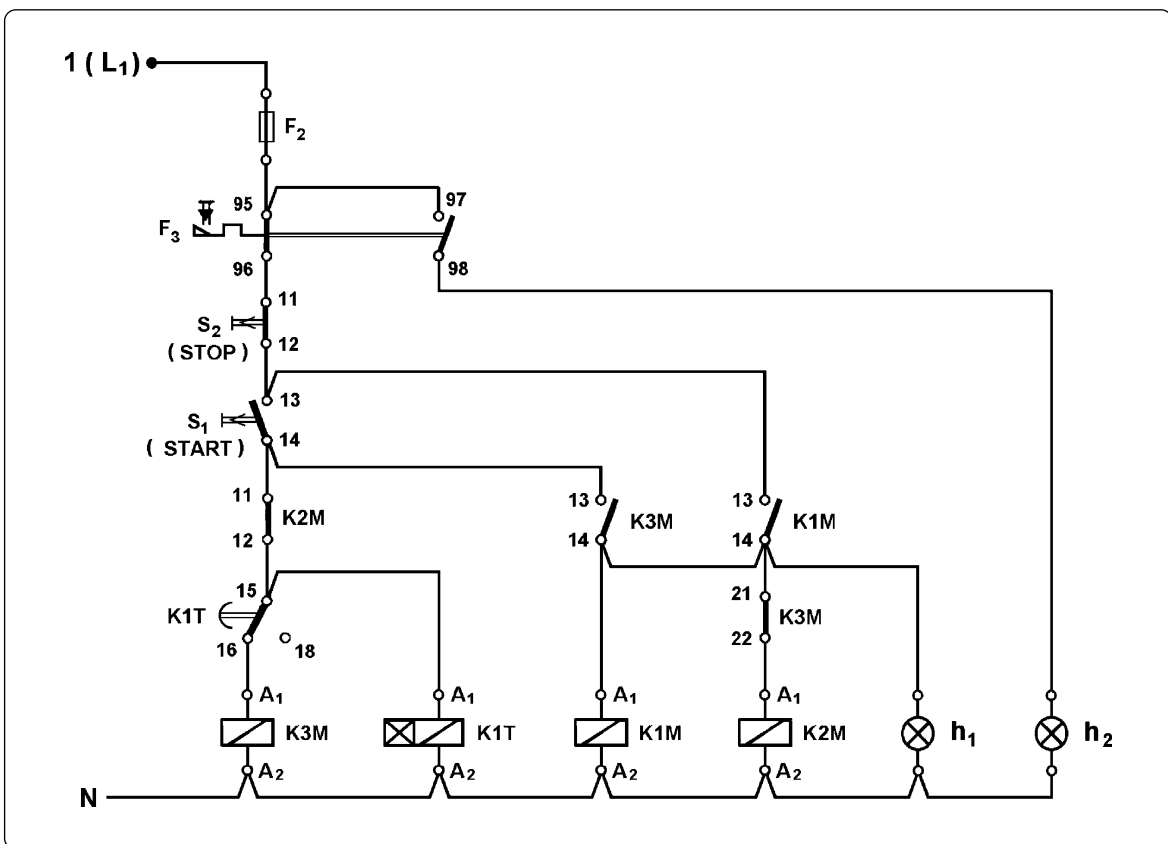 1 ( L₁ )
F₂
95
97
F₃
96
98
11
S₂
( STOP )
12
13
S₁
( START )
14
11
K2M
12
13
K3M
14
13
K1M
14
15
K1T
16
18
21
K3M
22
A₁
A₁
A₁
A₁
K3M
K1T
K1M
K2M
h₁
h₂
A₂
A₂
A₂
A₂
N